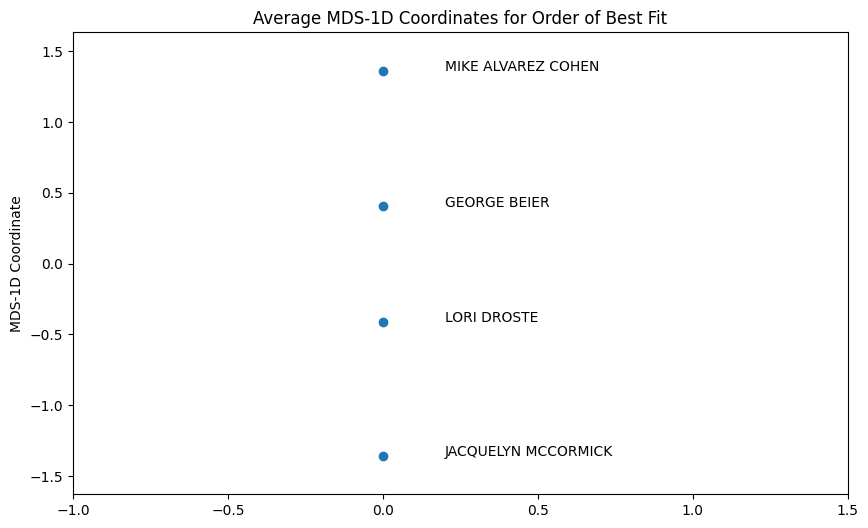 Average MDS-1D Coordinates for Order of Best Fit
MDS-1D Coordinate
1.5
1.0
0.5
0.0
−0.5
−1.0
−1.5
MIKE ALVAREZ COHEN
GEORGE BEIER
LORI DROSTE
JACQUELYN MCCORMICK
−1.0 −0.5 0.0 0.5 1.0 1.5